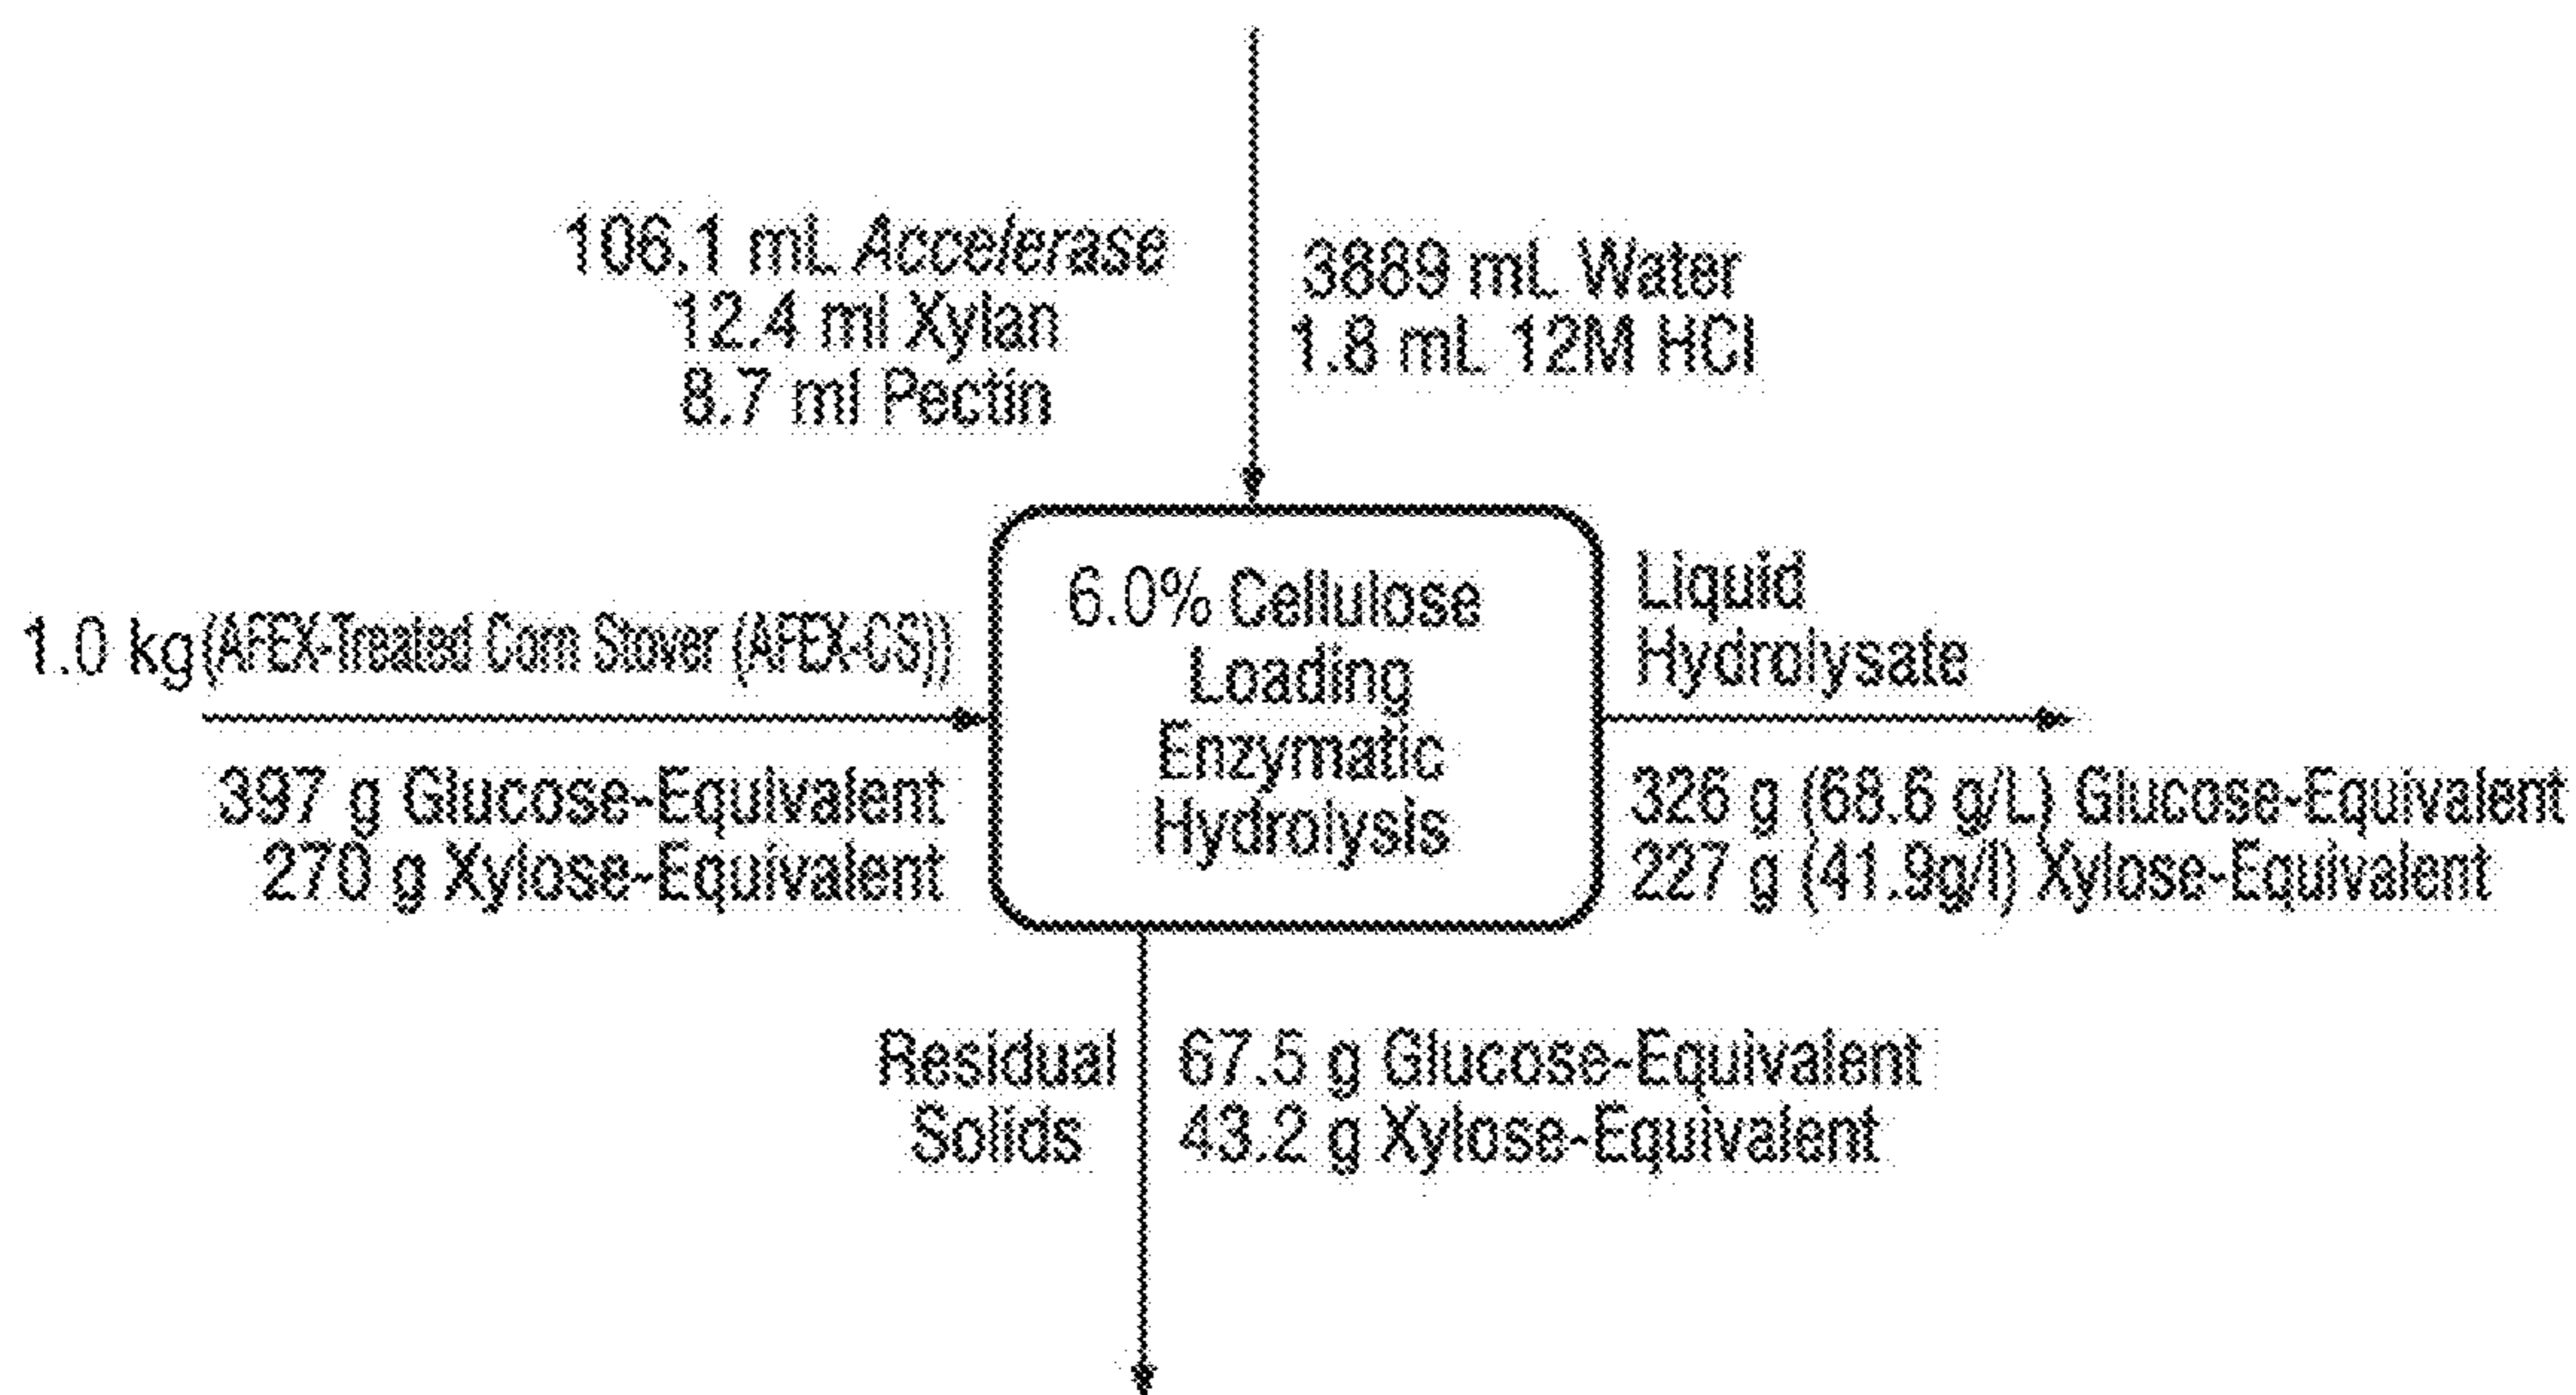 106.1 mL Accelerase
12.4 ml Xylan
8.7 ml Pectin
3889 mL Water
1.8 mL 12M HCl
1.0 kg (AFEX-Treated Corn Stover (AFEX-CS))
397 g Glucose-Equivalent
270 g Xylose-Equivalent
6.0% Cellulose
Loading
Enzymatic
Hydrolysis
Liquid
Hydrolysate
326 g (68.6 g/L) Glucose-Equivalent
227 g (41.9g/l) Xylose-Equivalent
Residual
Solids
67.5 g Glucose-Equivalent
43.2 g Xylose-Equivalent